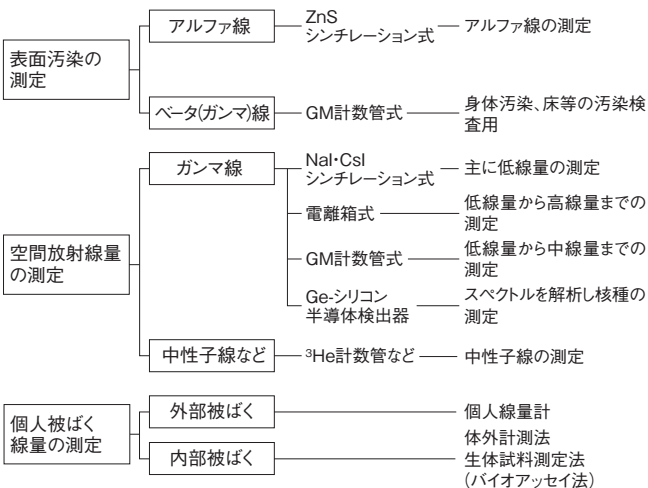 表面汚染の
測定
アルファ線
ZnS
シンチレーション式
アルファ線の測定
ベータ(ガンマ)線
GM計数管式
身体汚染、床等の汚染検
査用
空間放射線量
の測定
ガンマ線
NaI・CsI
シンチレーション式
主に低線量の測定
電離箱式
低線量から高線量までの
測定
GM計数管式
低線量から中線量までの
測定
Ge-シリコン
半導体検出器
スペクトルを解析し核種の
測定
中性子線など
³He計数管など
中性子線の測定
個人被ばく
線量の測定
外部被ばく
個人線量計
内部被ばく
体外計測法
生体試料測定法
(バイオアッセイ法)